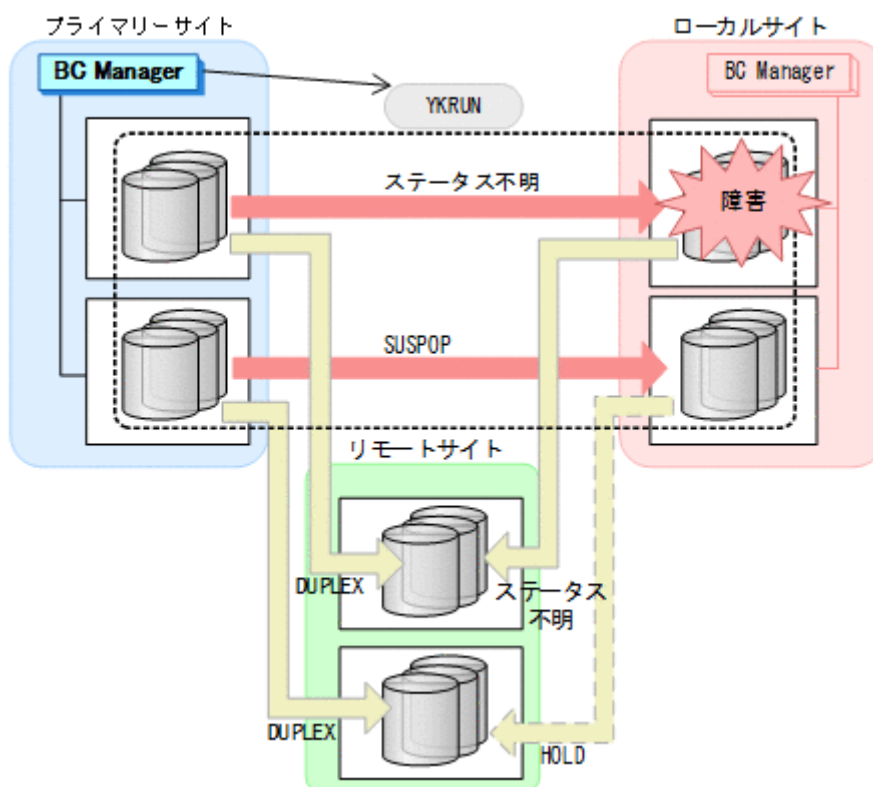 プライマリーサイト
ローカルサイト
BC Manager
BC Manager
YKRUN
ステータス不明
障害
SUSPOP
リモートサイト
DUPLEX
ステータス
不明
DUPLEX
HOLD